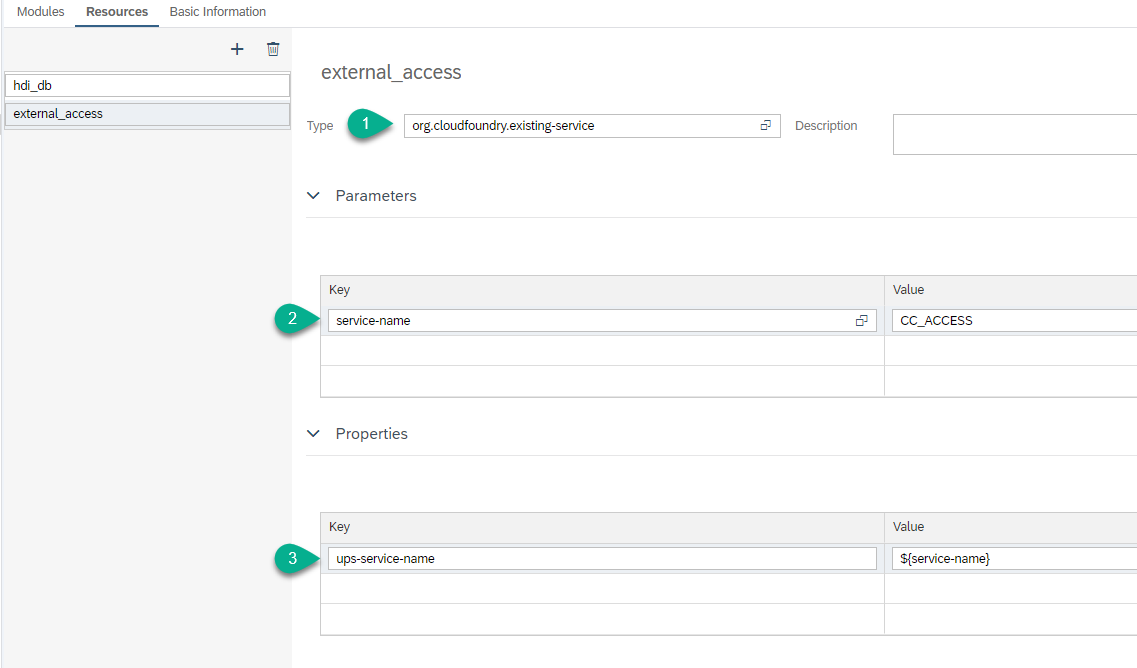 Modules Resources Basic Information
hdi_db
external_access
external_access
Type 1 org.cloudfoundry.existing-service Description
Parameters
Key Value
2 service-name CC_ACCESS
Properties
Key Value
3 ups-service-name ${service-name}